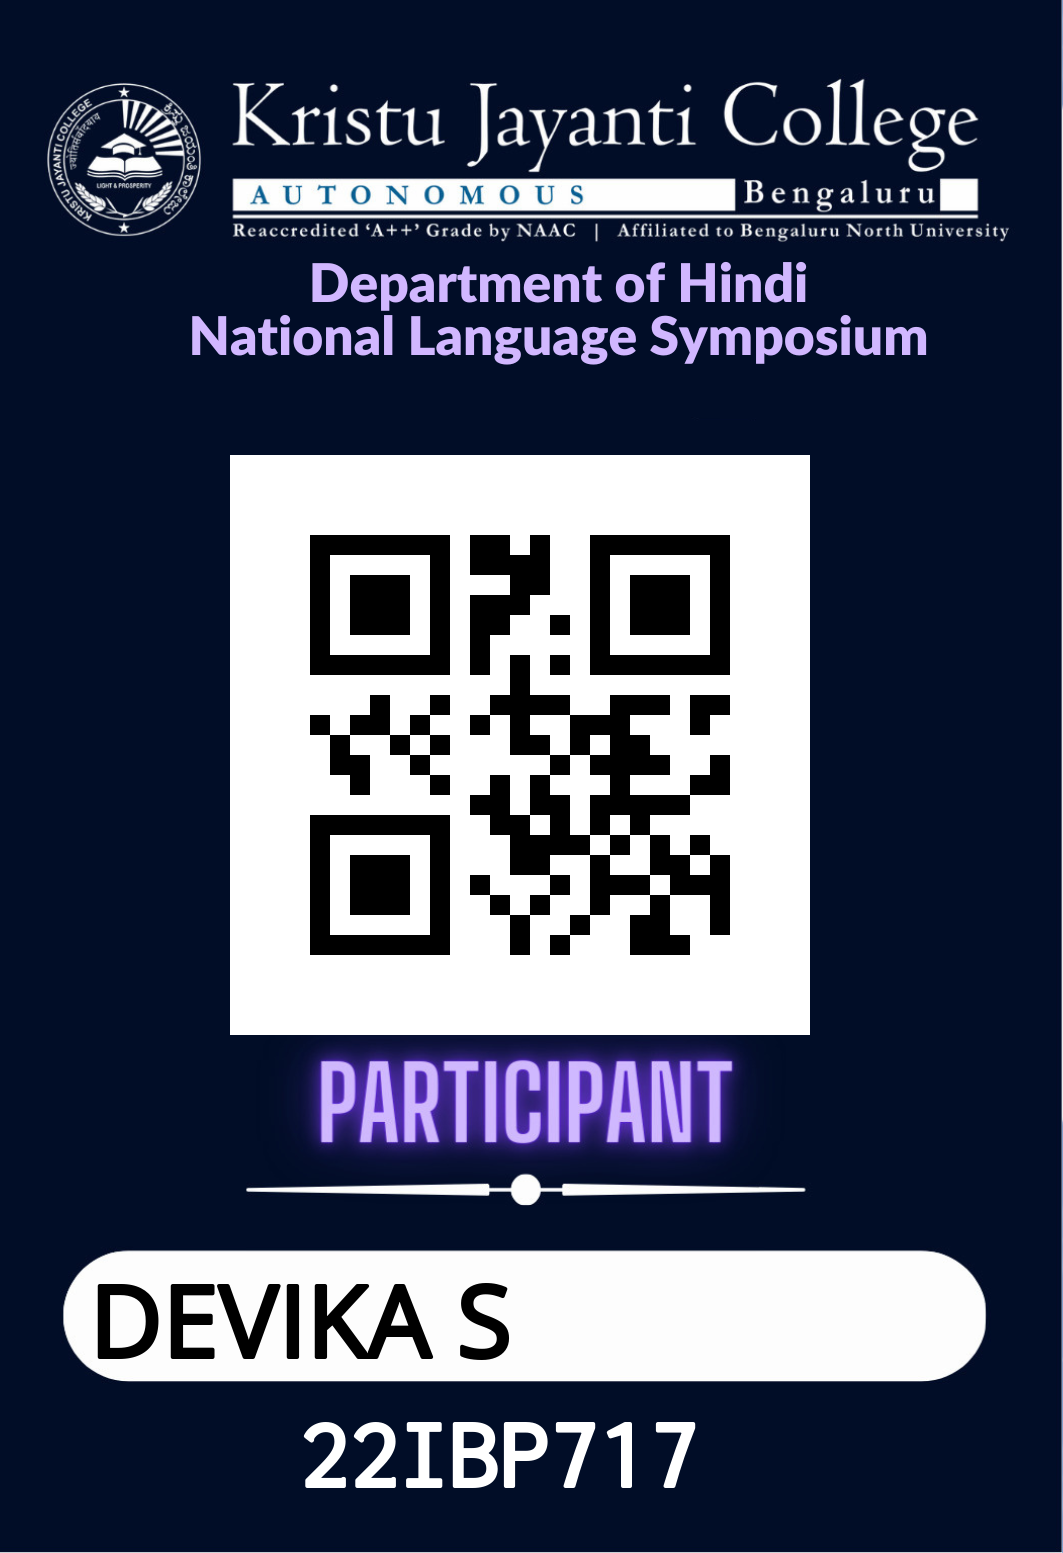 KRISTU JAYANTI COLLEGE
LIGHT & PROSPERITY
Kristu Jayanti College
AUTONOMOUS Bengaluru
Reaccredited ‘A++’ Grade by NAAC | Affiliated to Bengaluru North University
Department of Hindi
National Language Symposium
PARTICIPANT
DEVIKA S
22IBP717